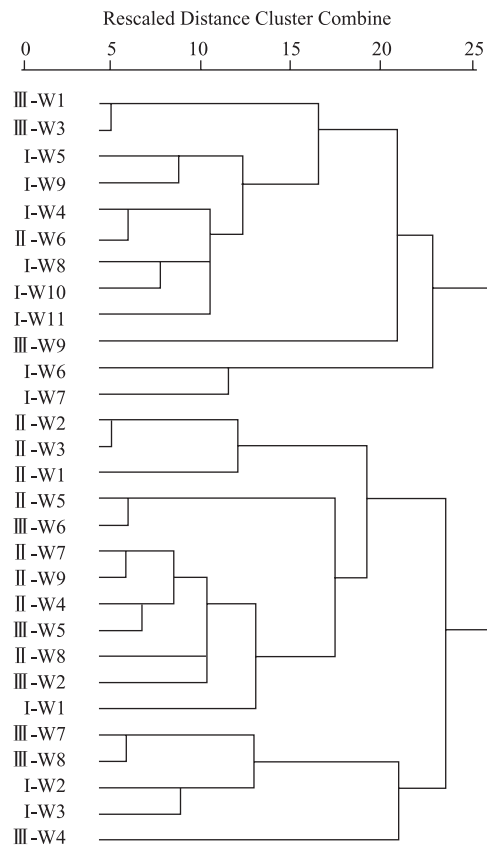 Rescaled Distance Cluster Combine
0 5 10 15 20 25
Ⅲ-W1
Ⅲ-W3
I-W5
I-W9
I-W4
Ⅱ-W6
I-W8
I-W10
I-W11
Ⅲ-W9
I-W6
I-W7
Ⅱ-W2
Ⅱ-W3
Ⅱ-W1
Ⅱ-W5
Ⅲ-W6
Ⅱ-W7
Ⅱ-W9
Ⅱ-W4
Ⅲ-W5
Ⅱ-W8
Ⅲ-W2
I-W1
Ⅲ-W7
Ⅲ-W8
I-W2
I-W3
Ⅲ-W4